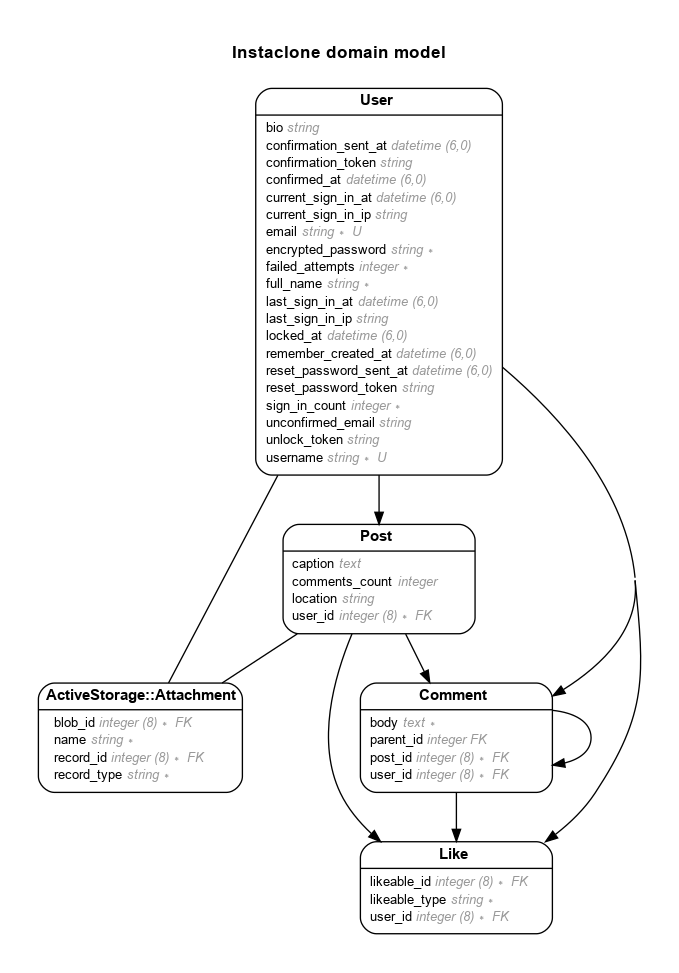 Instaclone domain model
User
bio string
confirmation_sent_at datetime (6,0)
confirmation_token string
confirmed_at datetime (6,0)
current_sign_in_at datetime (6,0)
current_sign_in_ip string
email string ∗ U
encrypted_password string ∗
failed_attempts integer ∗
full_name string ∗
last_sign_in_at datetime (6,0)
last_sign_in_ip string
locked_at datetime (6,0)
remember_created_at datetime (6,0)
reset_password_sent_at datetime (6,0)
reset_password_token string
sign_in_count integer ∗
unconfirmed_email string
unlock_token string
username string ∗ U
Post
caption text
comments_count integer
location string
user_id integer (8) ∗ FK
ActiveStorage::Attachment
blob_id integer (8) ∗ FK
name string ∗
record_id integer (8) ∗ FK
record_type string ∗
Comment
body text ∗
parent_id integer FK
post_id integer (8) ∗ FK
user_id integer (8) ∗ FK
Like
likeable_id integer (8) ∗ FK
likeable_type string ∗
user_id integer (8) ∗ FK